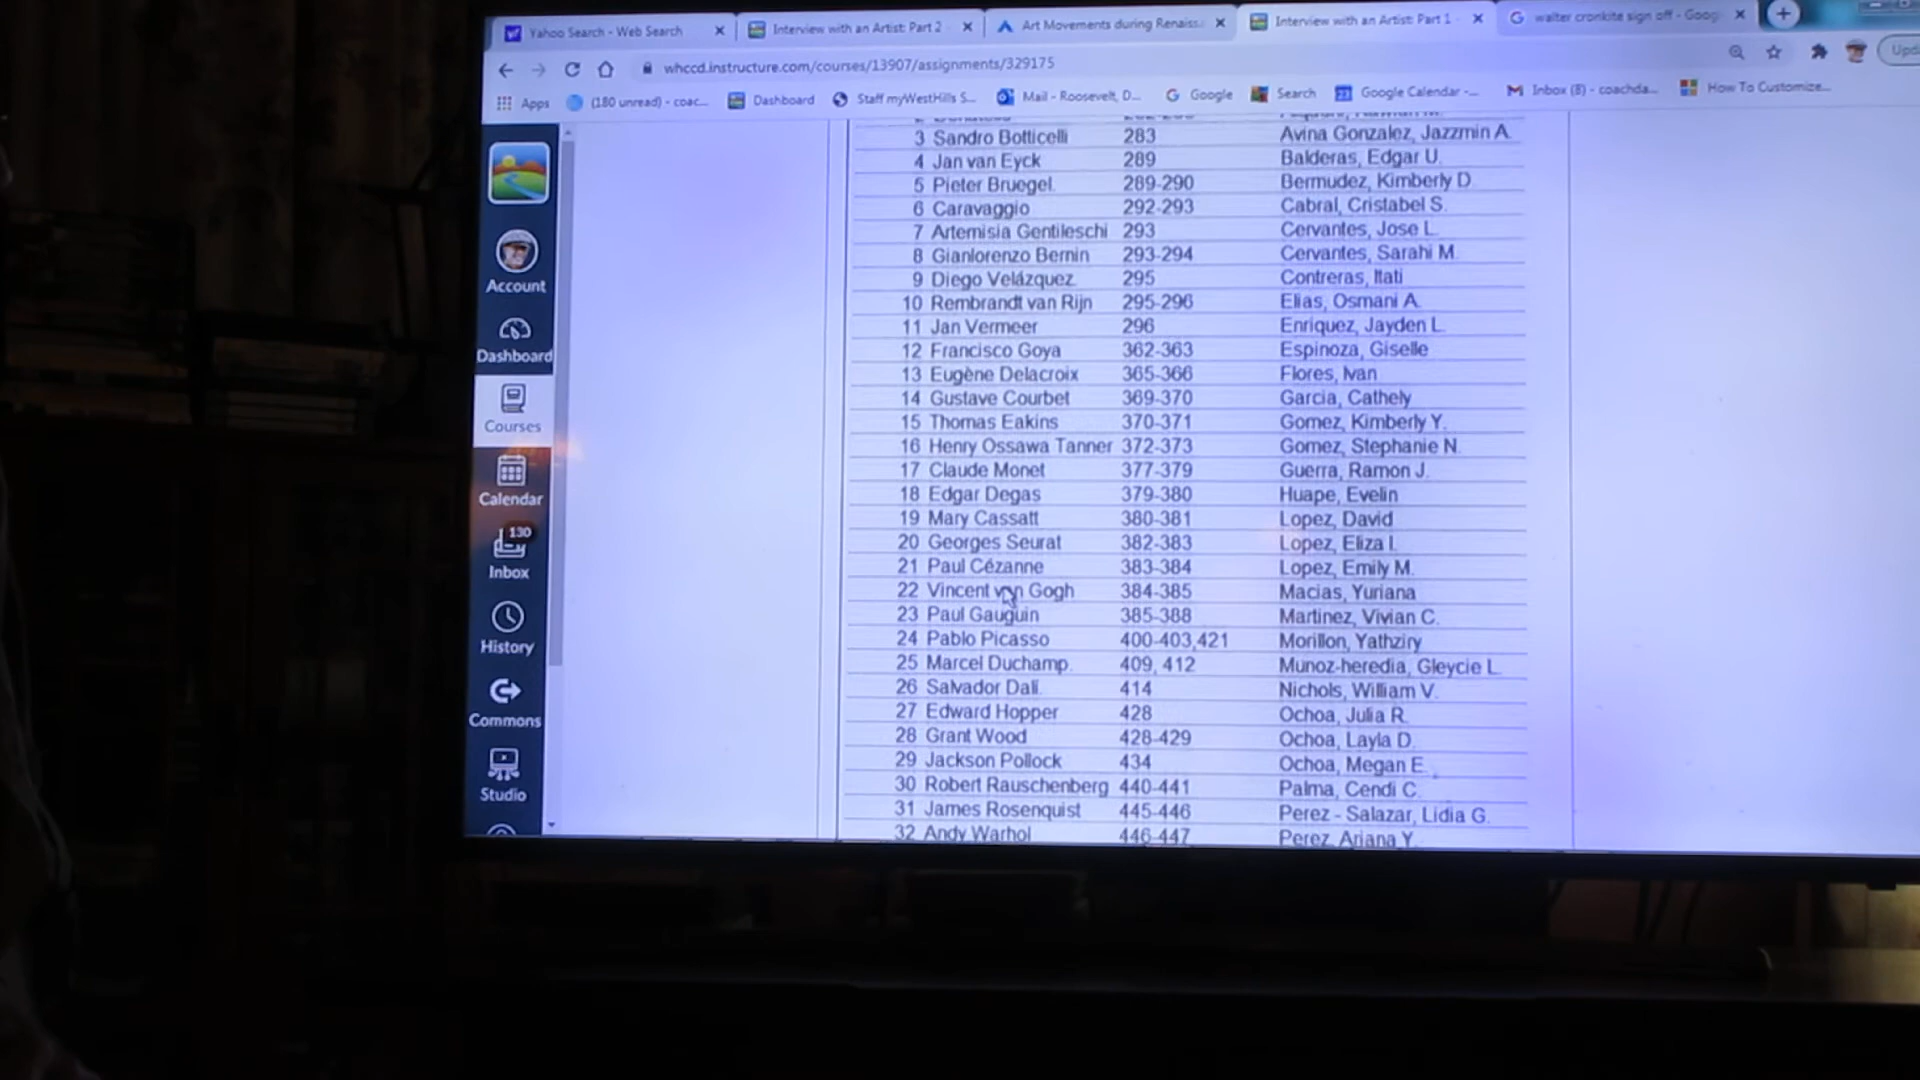 Yahoo Search - Web Search
Interview with an Artist: Part 2
Art Movements during Renaiss
Interview with an Artist: Part 1
walter cronkite sign off - Goog
whccd.instructure.com/courses/13907/assignments/329175
Apps
(180 unread) - coac...
Dashboard
Staff myWestHills S...
Mail - Roosevelt, D...
Google
Search
Google Calendar -...
Inbox (8) - coachda...
How To Customize...
Account
Dashboard
Courses
Calendar
130
Inbox
History
Commons
Studio
3 Sandro Botticelli 283 Avina Gonzalez, Jazzmin A.
4 Jan van Eyck 289 Balderas, Edgar U.
5 Pieter Bruegel. 289-290 Bermudez, Kimberly D.
6 Caravaggio 292-293 Cabral, Cristabel S.
7 Artemisia Gentileschi 293 Cervantes, Jose L.
8 Gianlorenzo Bernin 293-294 Cervantes, Sarahi M.
9 Diego Velázquez. 295 Contreras, Itati
10 Rembrandt van Rijn 295-296 Elias, Osmani A.
11 Jan Vermeer 296 Enriquez, Jayden L.
12 Francisco Goya 362-363 Espinoza, Giselle
13 Eugène Delacroix 365-366 Flores, Ivan
14 Gustave Courbet 369-370 Garcia, Cathely
15 Thomas Eakins 370-371 Gomez, Kimberly Y.
16 Henry Ossawa Tanner 372-373 Gomez, Stephanie N.
17 Claude Monet 377-379 Guerra, Ramon J.
18 Edgar Degas 379-380 Huape, Evelin
19 Mary Cassatt 380-381 Lopez, David
20 Georges Seurat 382-383 Lopez, Eliza I.
21 Paul Cézanne 383-384 Lopez, Emily M.
22 Vincent von Gogh 384-385 Macias, Yuriana
23 Paul Gauguin 385-388 Martinez, Vivian C.
24 Pablo Picasso 400-403,421 Morillon, Yathziry
25 Marcel Duchamp. 409, 412 Munoz-heredia, Gleycie L.
26 Salvador Dalí. 414 Nichols, William V.
27 Edward Hopper 428 Ochoa, Julia R.
28 Grant Wood 428-429 Ochoa, Layla D.
29 Jackson Pollock 434 Ochoa, Megan E.
30 Robert Rauschenberg 440-441 Palma, Cendi C.
31 James Rosenquist 445-446 Perez - Salazar, Lidia G.
32 Andy Warhol 446-447 Perez, Ariana Y.